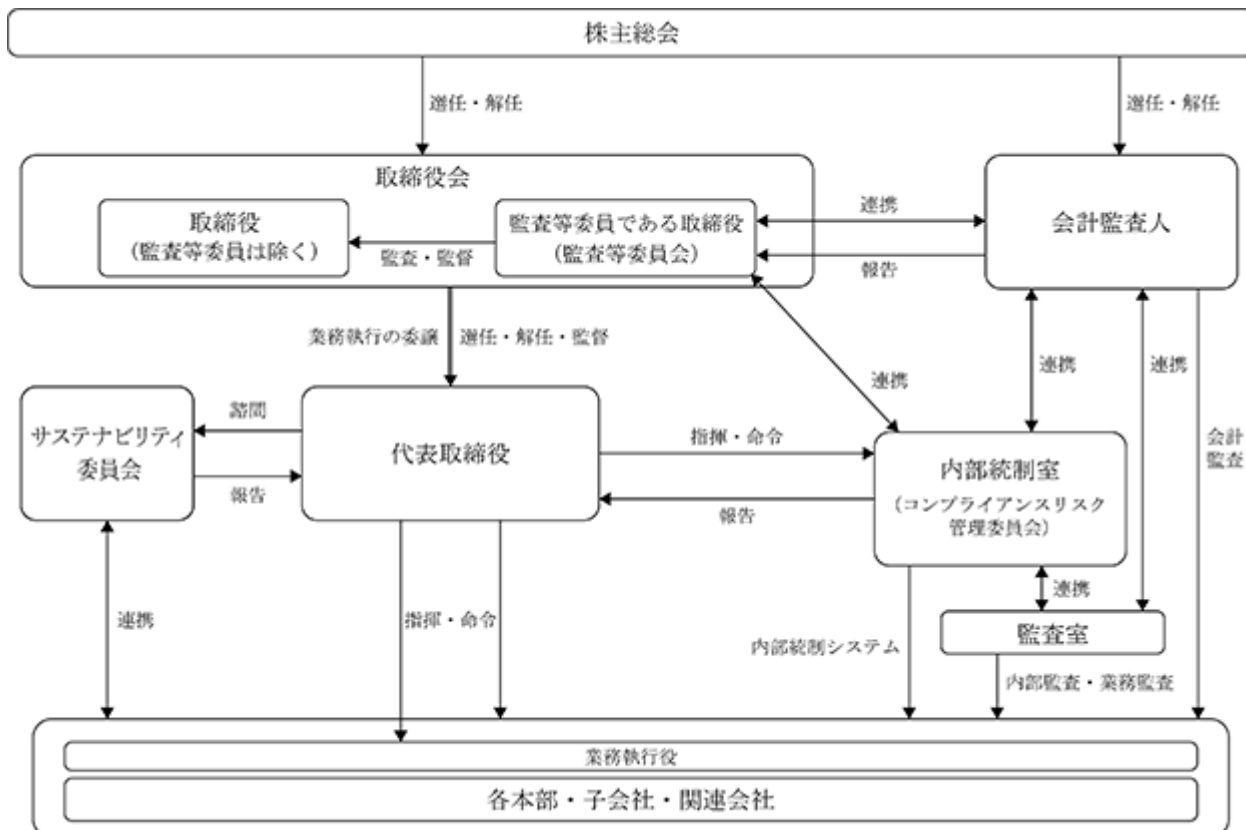 株主総会
選任・解任
選任・解任
取締役会
取締役
(監査等委員は除く)
監査・監督
監査等委員である取締役
(監査等委員会)
連携
報告
会計監査人
業務執行の委譲
選任・解任・監督
連携
連携
連携
会計
監査
サステナビリティ
委員会
諮問
報告
代表取締役
指揮・命令
報告
内部統制室
(コンプライアンスリスク
管理委員会)
連携
監査室
連携
指揮・命令
内部統制システム
内部監査・業務監査
業務執行役
各本部・子会社・関連会社